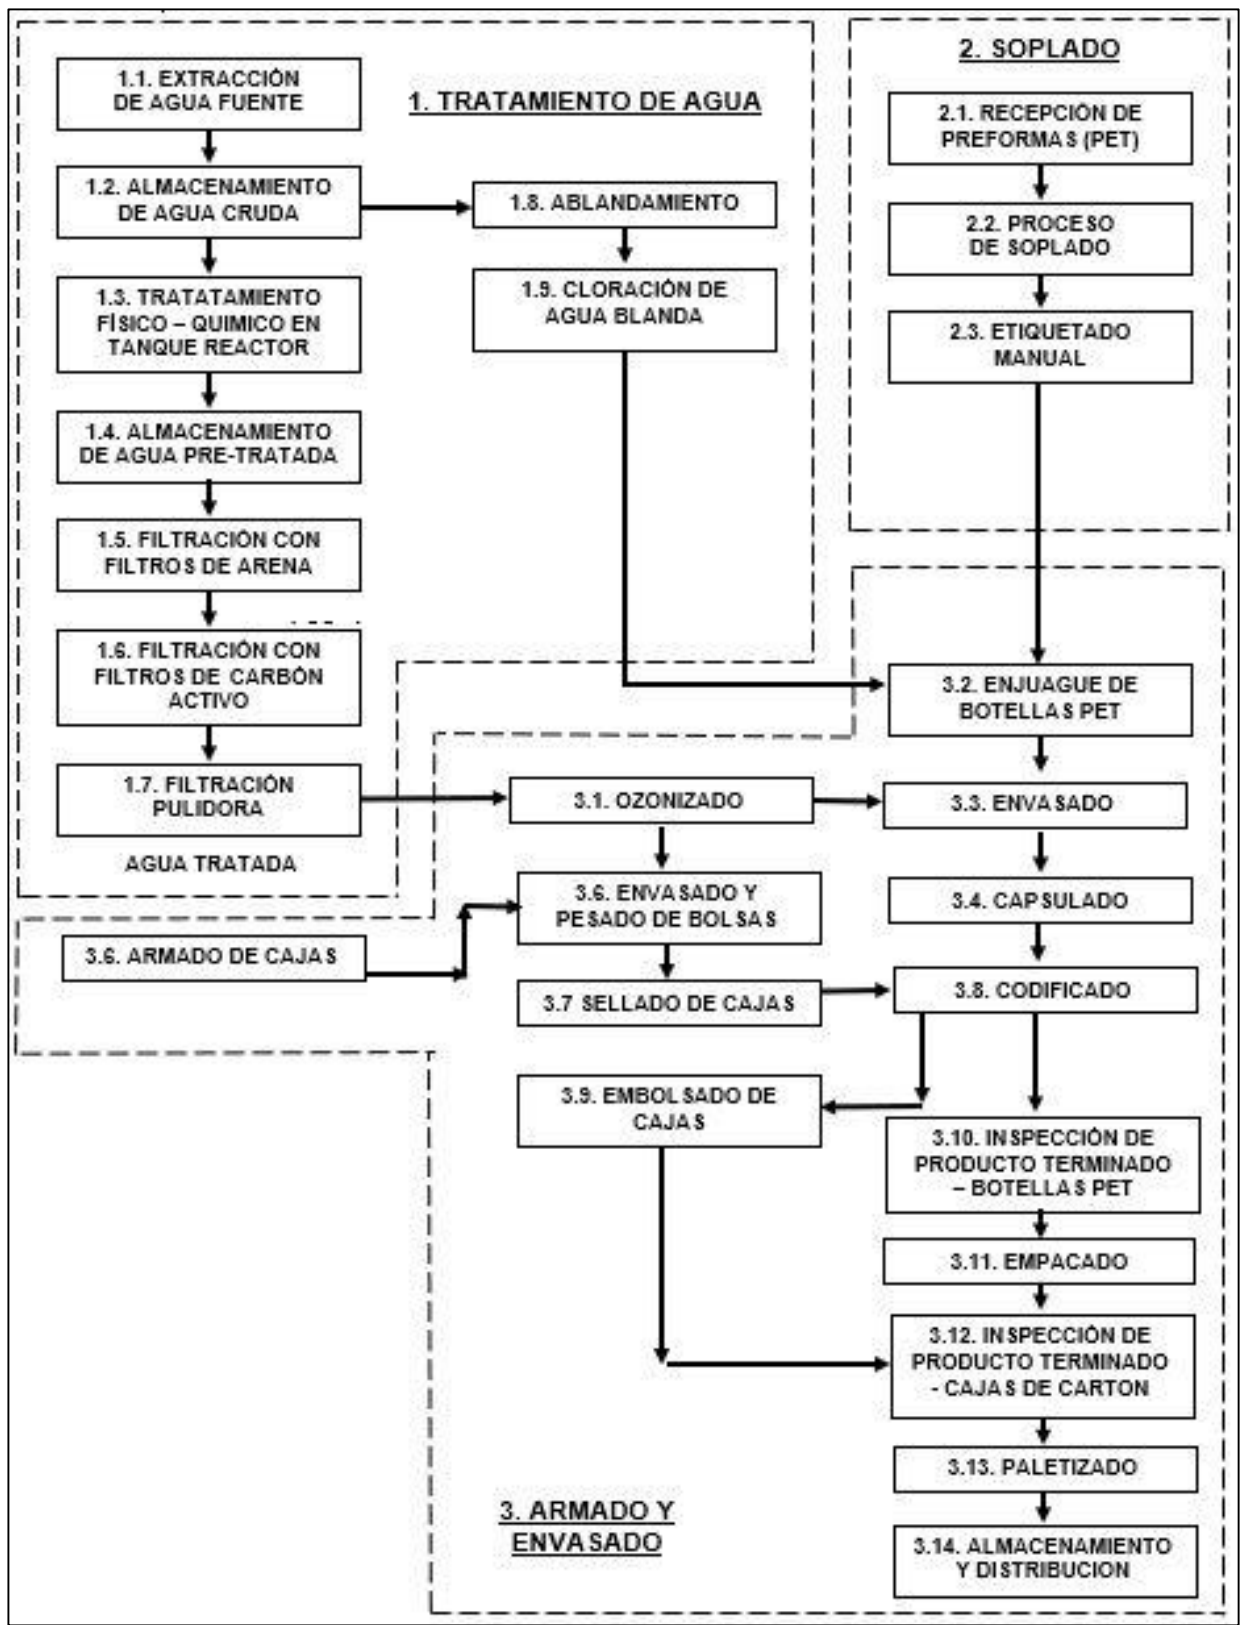 1. TRATAMIENTO DE AGUA
1.1. EXTRACCIÓN
DE AGUA FUENTE
1.2. ALMACENAMIENTO
DE AGUA CRUDA
1.3. TRATATAMIENTO
FÍSICO – QUIMICO EN
TANQUE REACTOR
1.4. ALMACENAMIENTO
DE AGUA PRE-TRATADA
1.5. FILTRACIÓN CON
FILTROS DE ARENA
1.6. FILTRACIÓN CON
FILTROS DE CARBÓN
ACTIVO
1.7. FILTRACIÓN
PULIDORA
AGUA TRATADA
1.8. ABLANDAMIENTO
1.9. CLORACIÓN DE
AGUA BLANDA
2. SOPLADO
2.1. RECEPCIÓN DE
PREFORMAS (PET)
2.2. PROCESO
DE SOPLADO
2.3. ETIQUETADO
MANUAL
3.2. ENJUAGUE DE
BOTELLAS PET
3.1. OZONIZADO
3.3. ENVASADO
3.6. ENVASADO Y
PESADO DE BOLSAS
3.4. CAPSULADO
3.6. ARMADO DE CAJAS
3.7 SELLADO DE CAJAS
3.8. CODIFICADO
3.9. EMBOLSADO DE
CAJAS
3.10. INSPECCIÓN DE
PRODUCTO TERMINADO
– BOTELLAS PET
3.11. EMPACADO
3.12. INSPECCIÓN DE
PRODUCTO TERMINADO
- CAJAS DE CARTON
3.13. PALETIZADO
3.14. ALMACENAMIENTO
Y DISTRIBUCION
3. ARMADO Y
ENVASADO